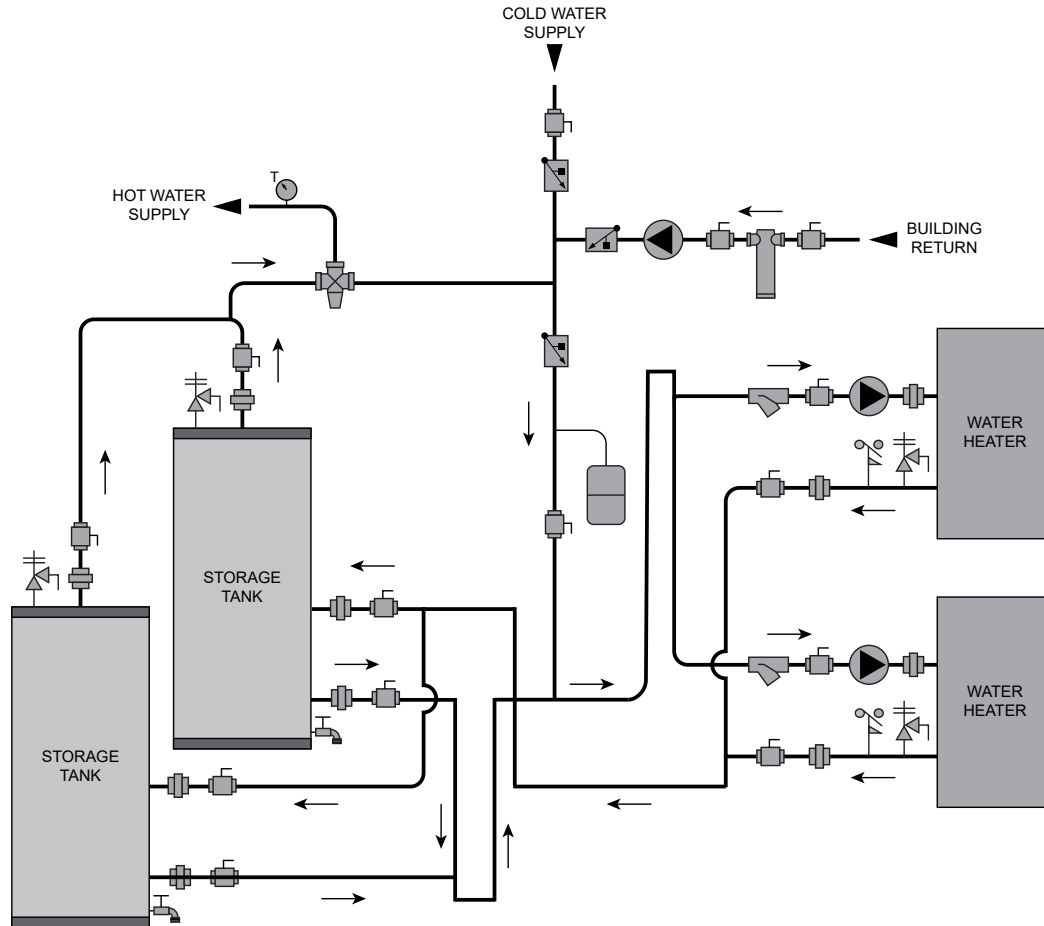 COLD WATER
SUPPLY
T
HOT WATER
SUPPLY
BUILDING
RETURN
WATER
HEATER
STORAGE
TANK
WATER
HEATER
STORAGE
TANK